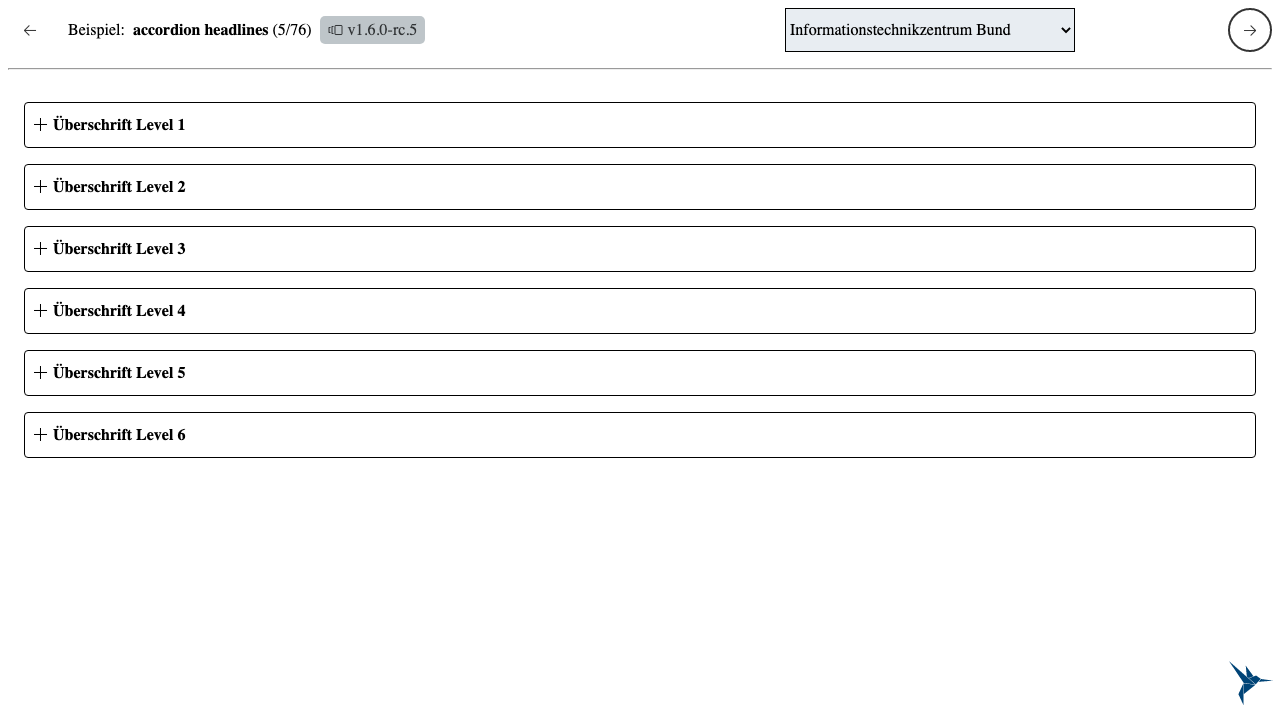 Beispiel: accordion headlines (5/76) v1.6.0-rc.5 Informationstechnikzentrum Bund
Überschrift Level 1
Überschrift Level 2
Überschrift Level 3
Überschrift Level 4
Überschrift Level 5
Überschrift Level 6